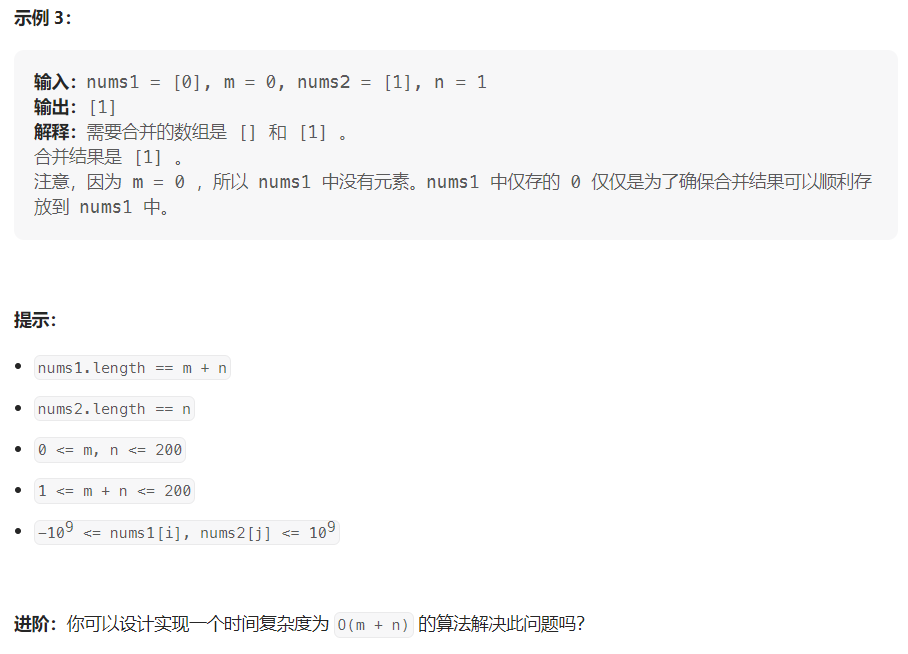 示例 3：
输入：nums1 = [0], m = 0, nums2 = [1], n = 1
输出：[1]
解释：需要合并的数组是 [] 和 [1] 。
合并结果是 [1] 。
注意，因为 m = 0 ，所以 nums1 中没有元素。nums1 中仅存的 0 仅仅是为了确保合并结果可以顺利存
放到 nums1 中。
提示：
• nums1.length == m + n
• nums2.length == n
• 0 <= m, n <= 200
• 1 <= m + n <= 200
• -10⁹ <= nums1[i], nums2[j] <= 10⁹
进阶：你可以设计实现一个时间复杂度为 O(m + n) 的算法解决此问题吗？